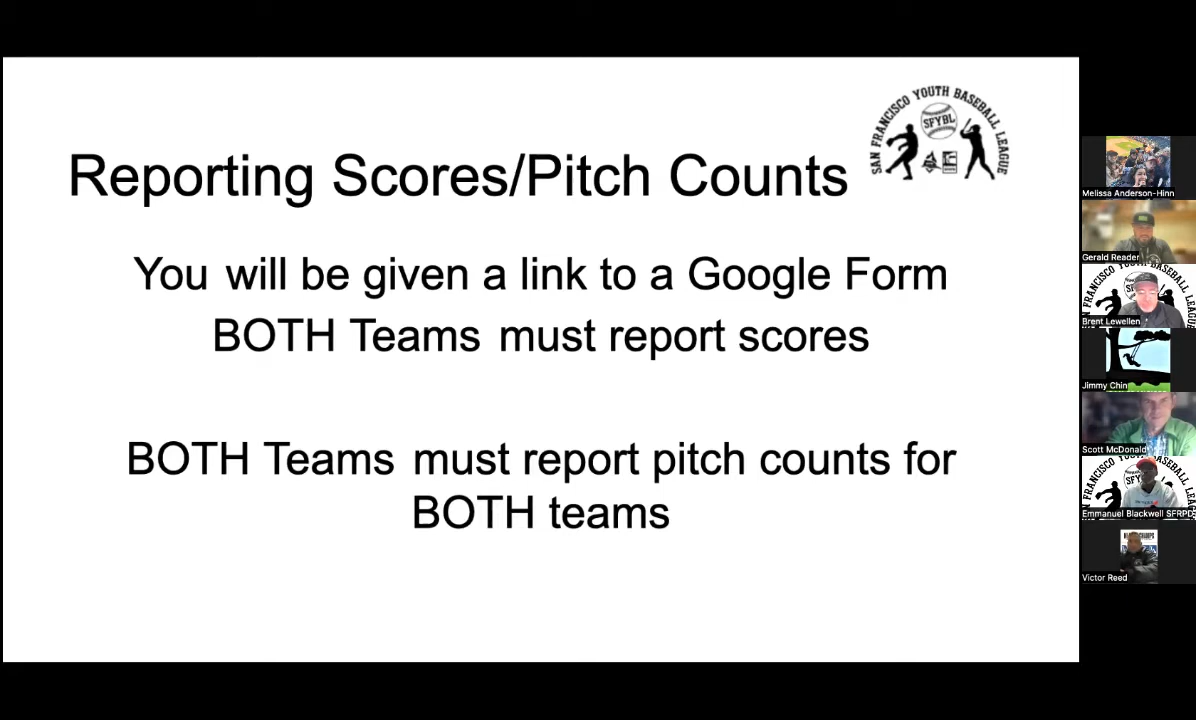 SAN FRANCISCO YOUTH BASEBALL LEAGUE
SFYBL
Reporting Scores/Pitch Counts
You will be given a link to a Google Form
BOTH Teams must report scores
BOTH Teams must report pitch counts for
BOTH teams
Melissa Anderson-Hinn
Gerald Reader
Brent Lewellen
Jimmy Chin
Scott McDonald
Emmanuel Blackwell SFRPD
Victor Reed